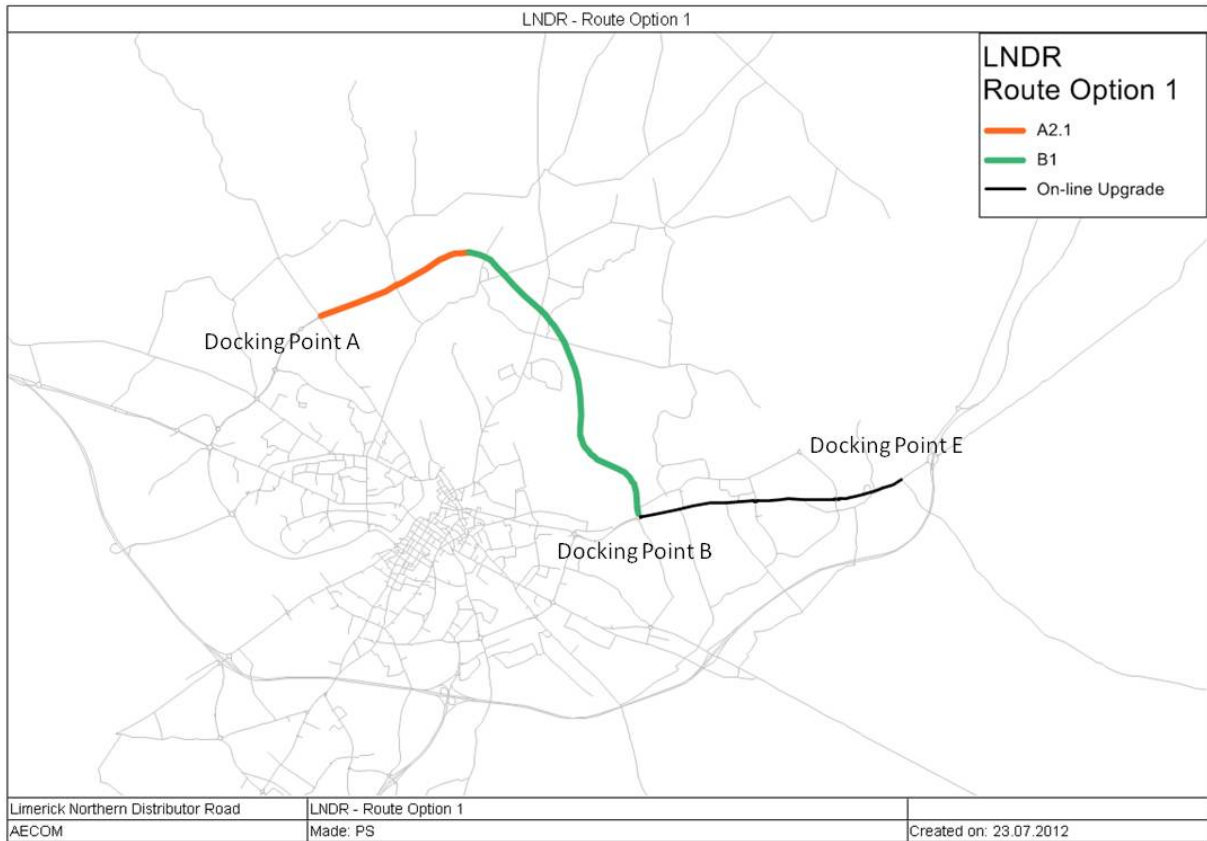 LNDR - Route Option 1
LNDR
Route Option 1
A2.1
B1
On-line Upgrade
Docking Point A
Docking Point E
Docking Point B
Limerick Northern Distributor Road
LNDR - Route Option 1
AECOM
Made: PS
Created on: 23.07.2012